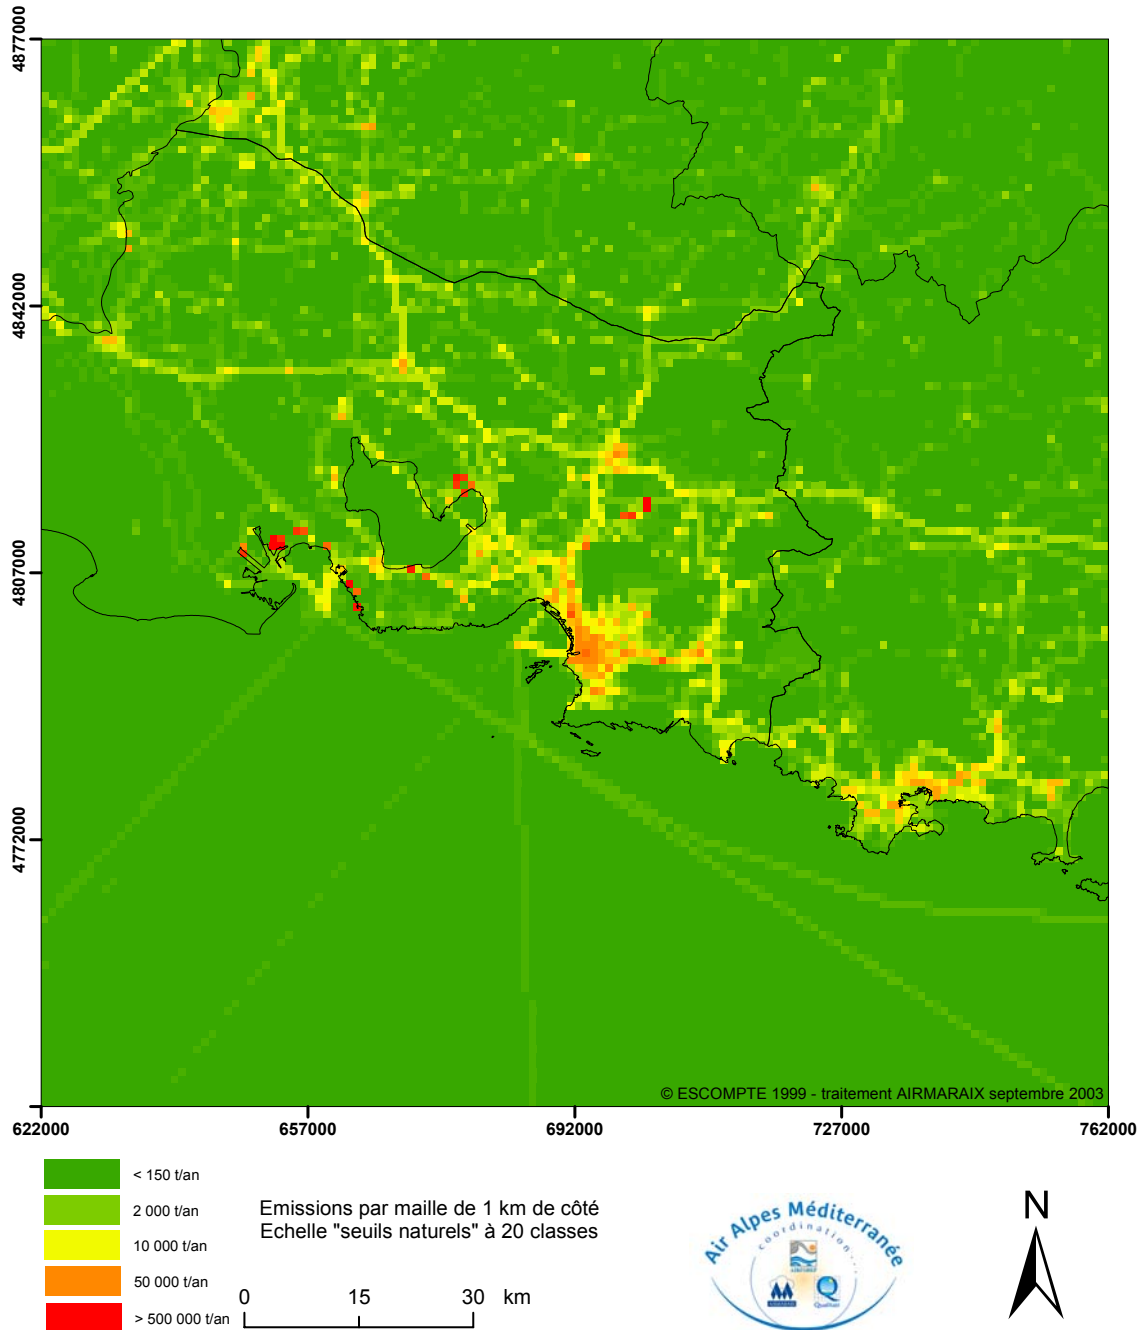 4877000
4842000
4807000
4772000
© ESCOMPTE 1999 - traitement AIRMARAIX septembre 2003
622000 657000 692000 727000 762000
< 150 t/an
2 000 t/an
10 000 t/an
50 000 t/an
> 500 000 t/an
Emissions par maille de 1 km de côté
Echelle "seuils naturels" à 20 classes
0 15 30 km
Air Alpes Méditerranée
coordination...
Qualitair
N